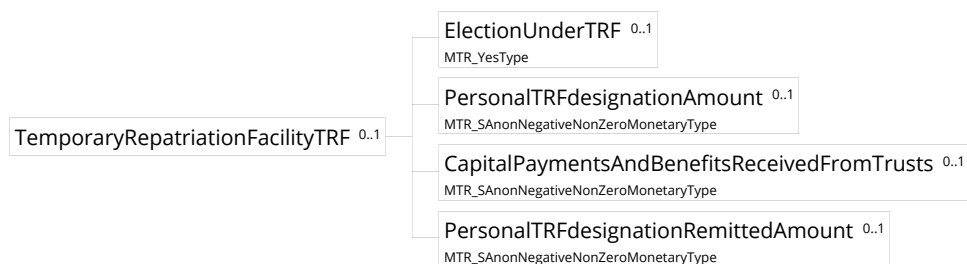 ElectionUnderTRF 0..1
MTR_YesType
PersonalTRFdesignationAmount 0..1
MTR_SAnonNegativeNonZeroMonetaryType
TemporaryRepatriationFacilityTRF 0..1
CapitalPaymentsAndBenefitsReceivedFromTrusts 0..1
MTR_SAnonNegativeNonZeroMonetaryType
PersonalTRFdesignationRemittedAmount 0..1
MTR_SAnonNegativeNonZeroMonetaryType